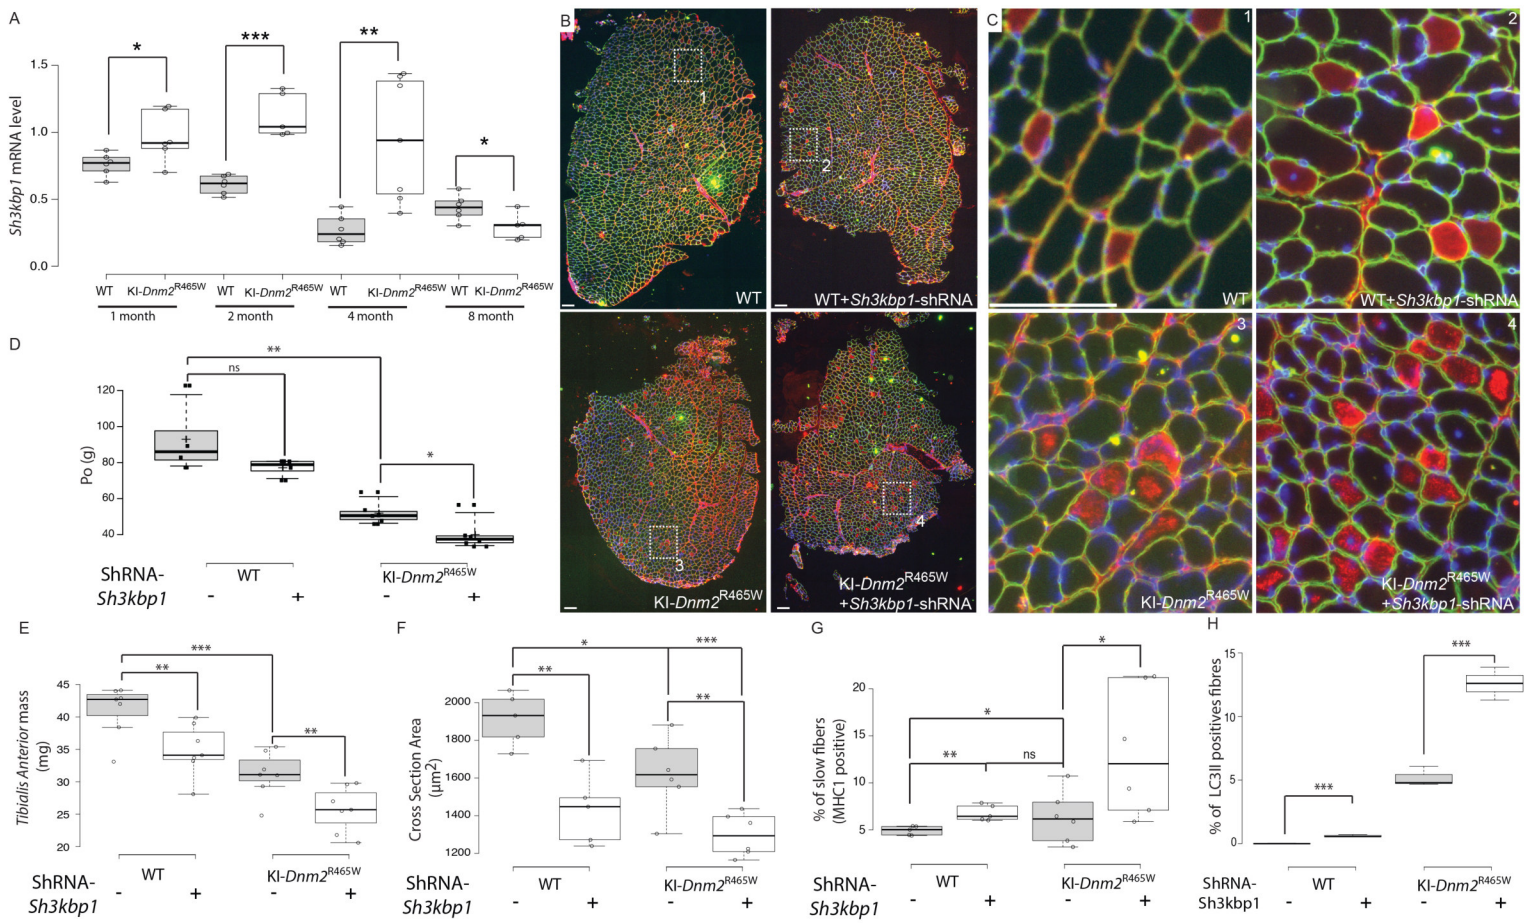 A
Sh3kbp1 mRNA level
1.5
1.0
0.5
0.0
*
***
**
*
WT KI-Dnm2R465W WT KI-Dnm2R465W WT KI-Dnm2R465W WT KI-Dnm2R465W
1 month 2 month 4 month 8 month
B
1
WT
2
WT+Sh3kbp1-shRNA
3
KI-Dnm2R465W
4
KI-Dnm2R465W
+Sh3kbp1-shRNA
C
1
WT
2
WT+Sh3kbp1-shRNA
3
KI-Dnm2R465W
4
KI-Dnm2R465W
+Sh3kbp1-shRNA
D
Po (g)
120
100
80
60
40
**
ns
*
WT KI-Dnm2R465W
ShRNA-
Sh3kbp1
- + - +
E
Tibialis Anterior mass
(mg)
45
40
35
30
25
20
***
**
**
WT KI-Dnm2R465W
ShRNA-
Sh3kbp1
- + - +
F
Cross Section Area
(µm2)
2000
1800
1600
1400
1200
* ***
**
**
WT KI-Dnm2R465W
ShRNA-
Sh3kbp1
- + - +
G
% of slow fibers
(MHC1 positive)
20
15
10
5
*
*
** ns
WT KI-Dnm2R465W
ShRNA-
Sh3kbp1
- + - +
H
% of LC3II positives fibres
15
10
5
0
***
***
WT KI-Dnm2R465W
ShRNA-
Sh3kbp1
- + - +